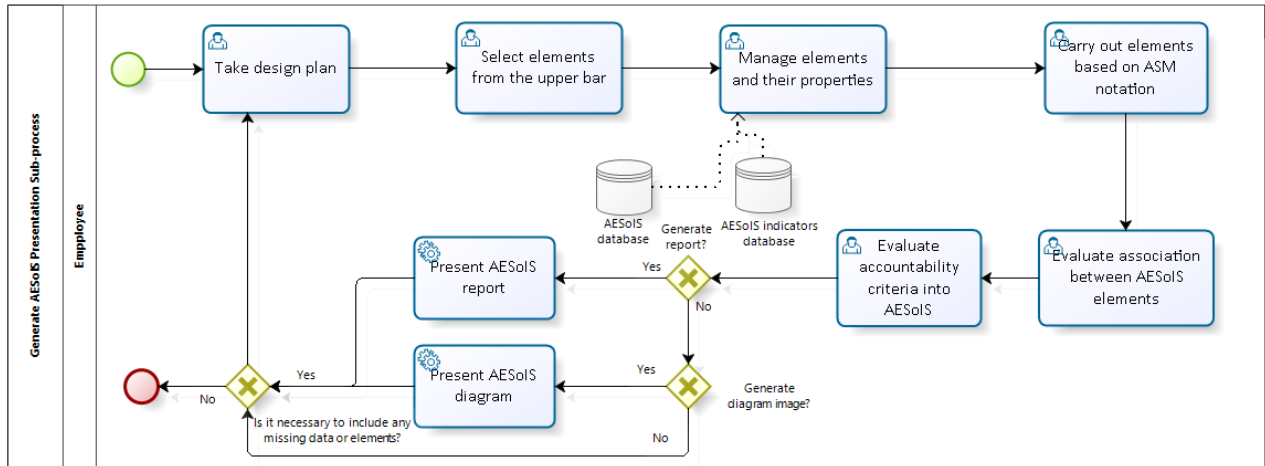 Generate AESoIS Presentation Sub-process
Empployee
Take design plan
Select elements
from the upper bar
Manage elements
and their properties
Carry out elements
based on ASM
notation
AESoIS
database
AESoIS indicators
database
Generate
report?
Present AESoIS
report
Yes
No
Evaluate
accountability
criteria into
AESoIS
Evaluate association
between AESoIS
elements
Present AESoIS
diagram
Yes
Generate
diagram image?
No
Yes
No
Is it necessary to include any
missing data or elements?